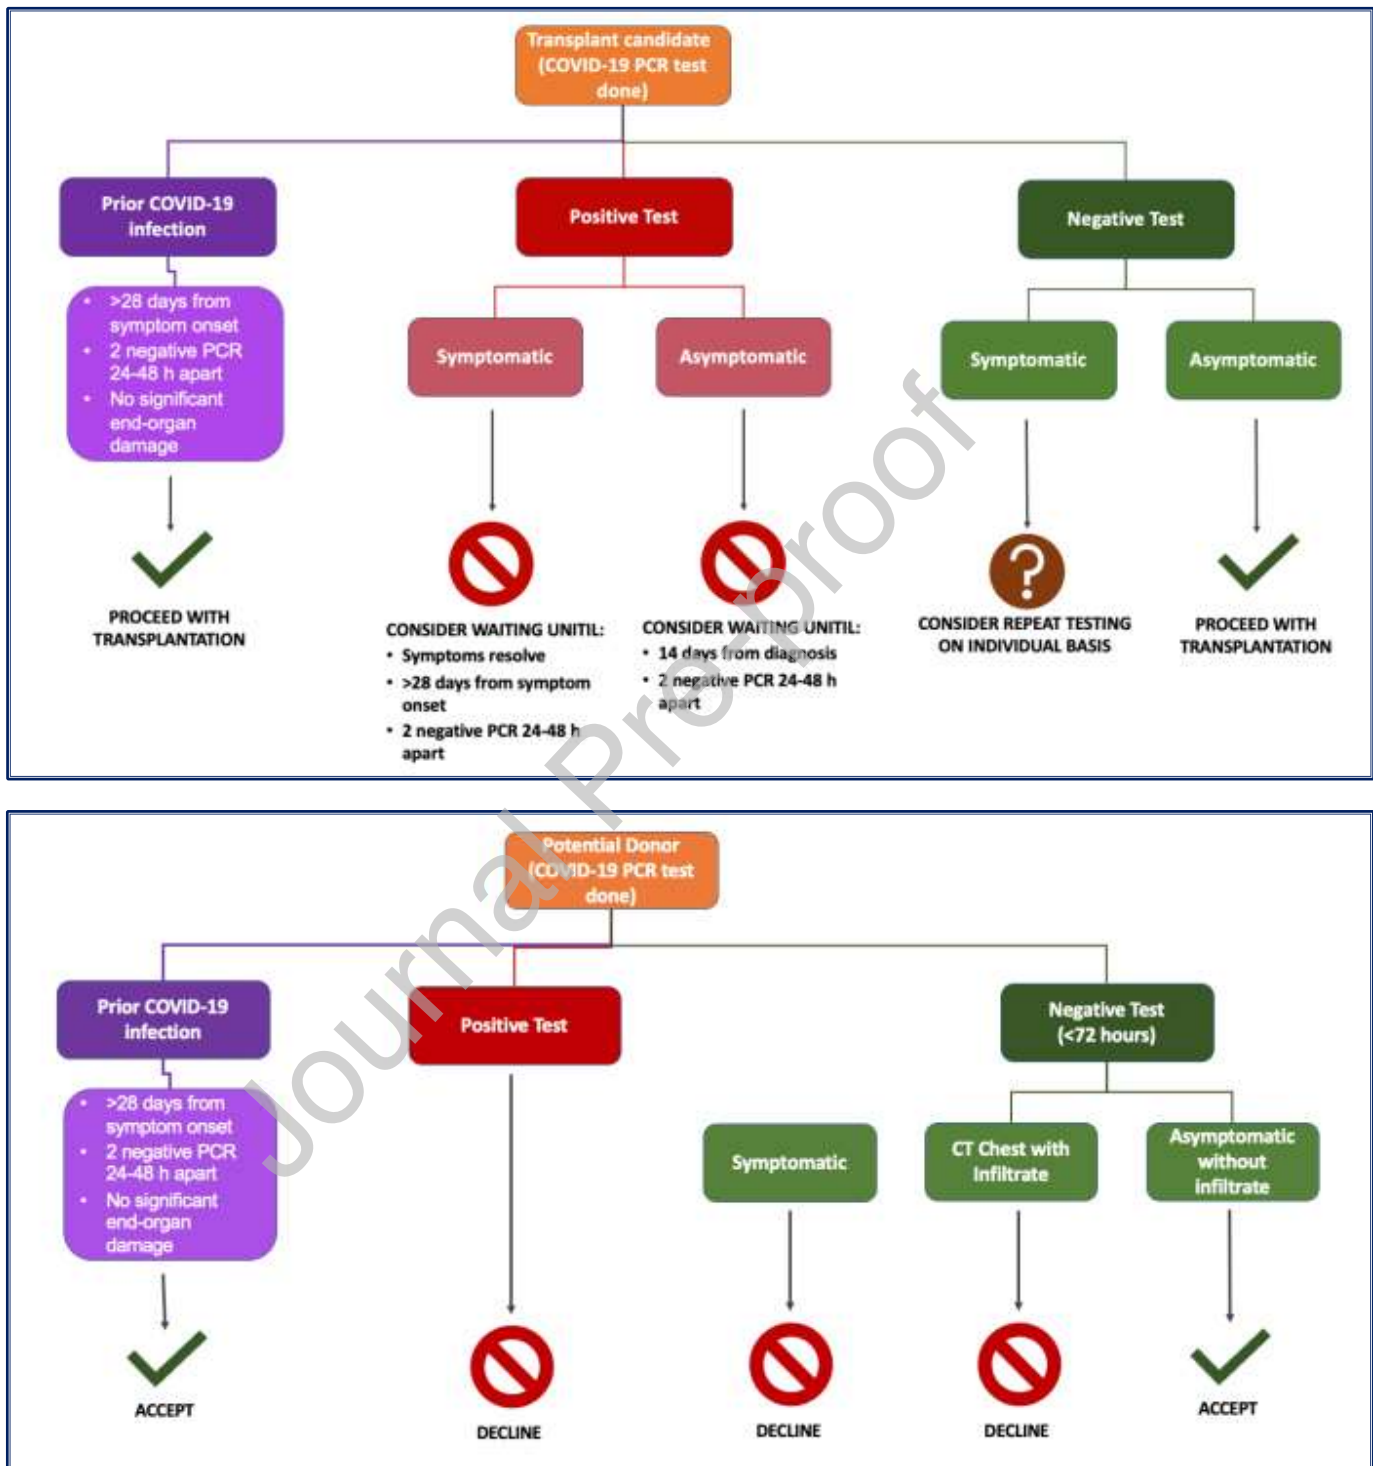 Transplant candidate
(COVID-19 PCR test
done)
Prior COVID-19
infection
Positive Test
Negative Test
• >28 days from
symptom onset
• 2 negative PCR
24-48 h apart
• No significant
end-organ
damage
Symptomatic
Asymptomatic
Symptomatic
Asymptomatic
?
PROCEED WITH
TRANSPLANTATION
CONSIDER WAITING UNITIL:
• Symptoms resolve
• >28 days from symptom
onset
• 2 negative PCR 24-48 h
apart
CONSIDER WAITING UNITIL:
• 14 days from diagnosis
• 2 negative PCR 24-48 h
apart
CONSIDER REPEAT TESTING
ON INDIVIDUAL BASIS
PROCEED WITH
TRANSPLANTATION
Journal Pre-proof
Potential Donor
(COVID-19 PCR test
done)
Prior COVID-19
infection
Positive Test
Negative Test
(<72 hours)
• >28 days from
symptom onset
• 2 negative PCR
24-48 h apart
• No significant
end-organ
damage
Symptomatic
CT Chest with
Infiltrate
Asymptomatic
without
infiltrate
ACCEPT
DECLINE
DECLINE
DECLINE
ACCEPT